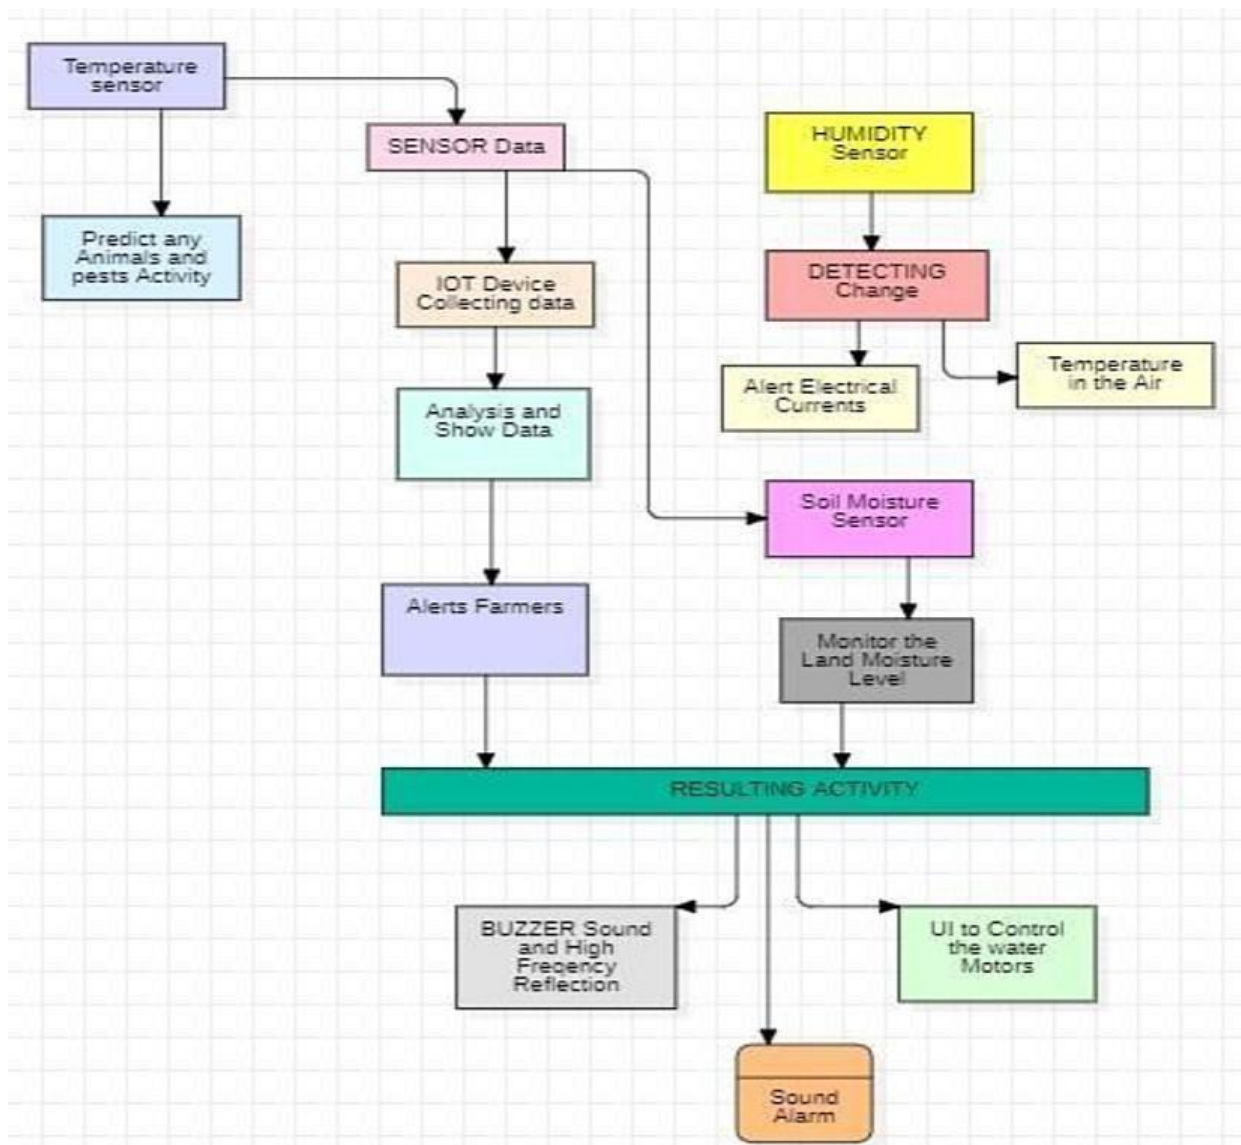 Temperature
sensor
SENSOR Data
HUMIDITY
Sensor
Predict any
Animals and
pests Activity
IOT Device
Collecting data
DETECTING
Change
Alert Electrical
Currents
Temperature
in the Air
Analysis and
Show Data
Soil Moisture
Sensor
Alerts Farmers
Monitor the
Land Moisture
Level
RESULTING ACTIVITY
BUZZER Sound
and High
Freqency
Reflection
UI to Control
the water
Motors
Sound
Alarm